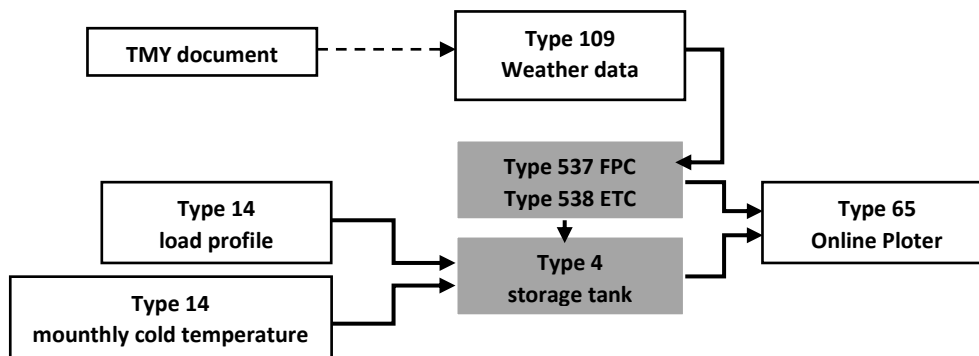 TMY document
Type 109
Weather data
Type 537 FPC
Type 538 ETC
Type 14
load profile
Type 65
Online Ploter
Type 4
storage tank
Type 14
mounthly cold temperature